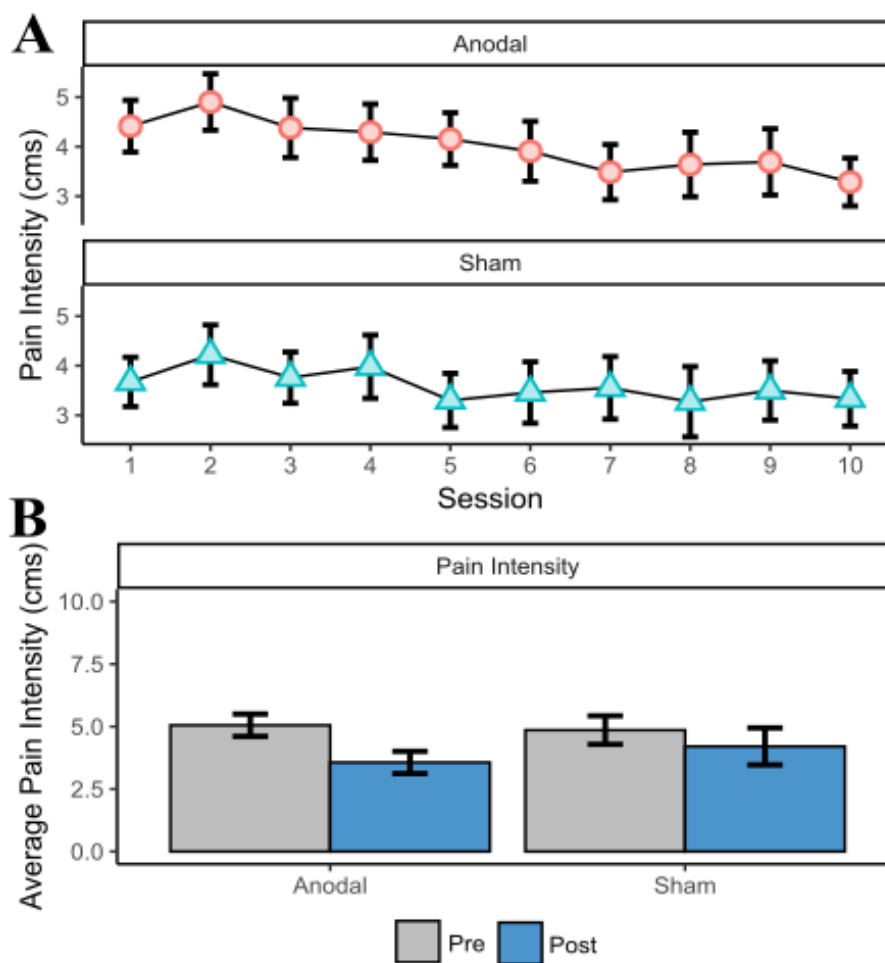 A
Anodal
5
4
3
Sham
5
4
3
Pain Intensity (cms)
1 2 3 4 5 6 7 8 9 10
Session
B
Pain Intensity
10.0
7.5
5.0
2.5
0.0
Average Pain Intensity (cms)
Anodal Sham
Pre Post